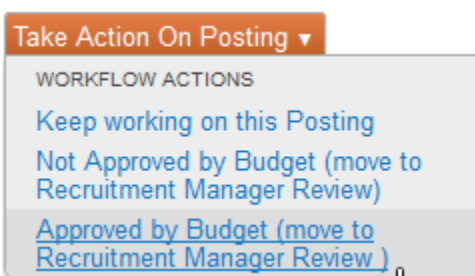 Take Action On Posting ▾
WORKFLOW ACTIONS
Keep working on this Posting
Not Approved by Budget (move to
Recruitment Manager Review)
Approved by Budget (move to
Recruitment Manager Review )